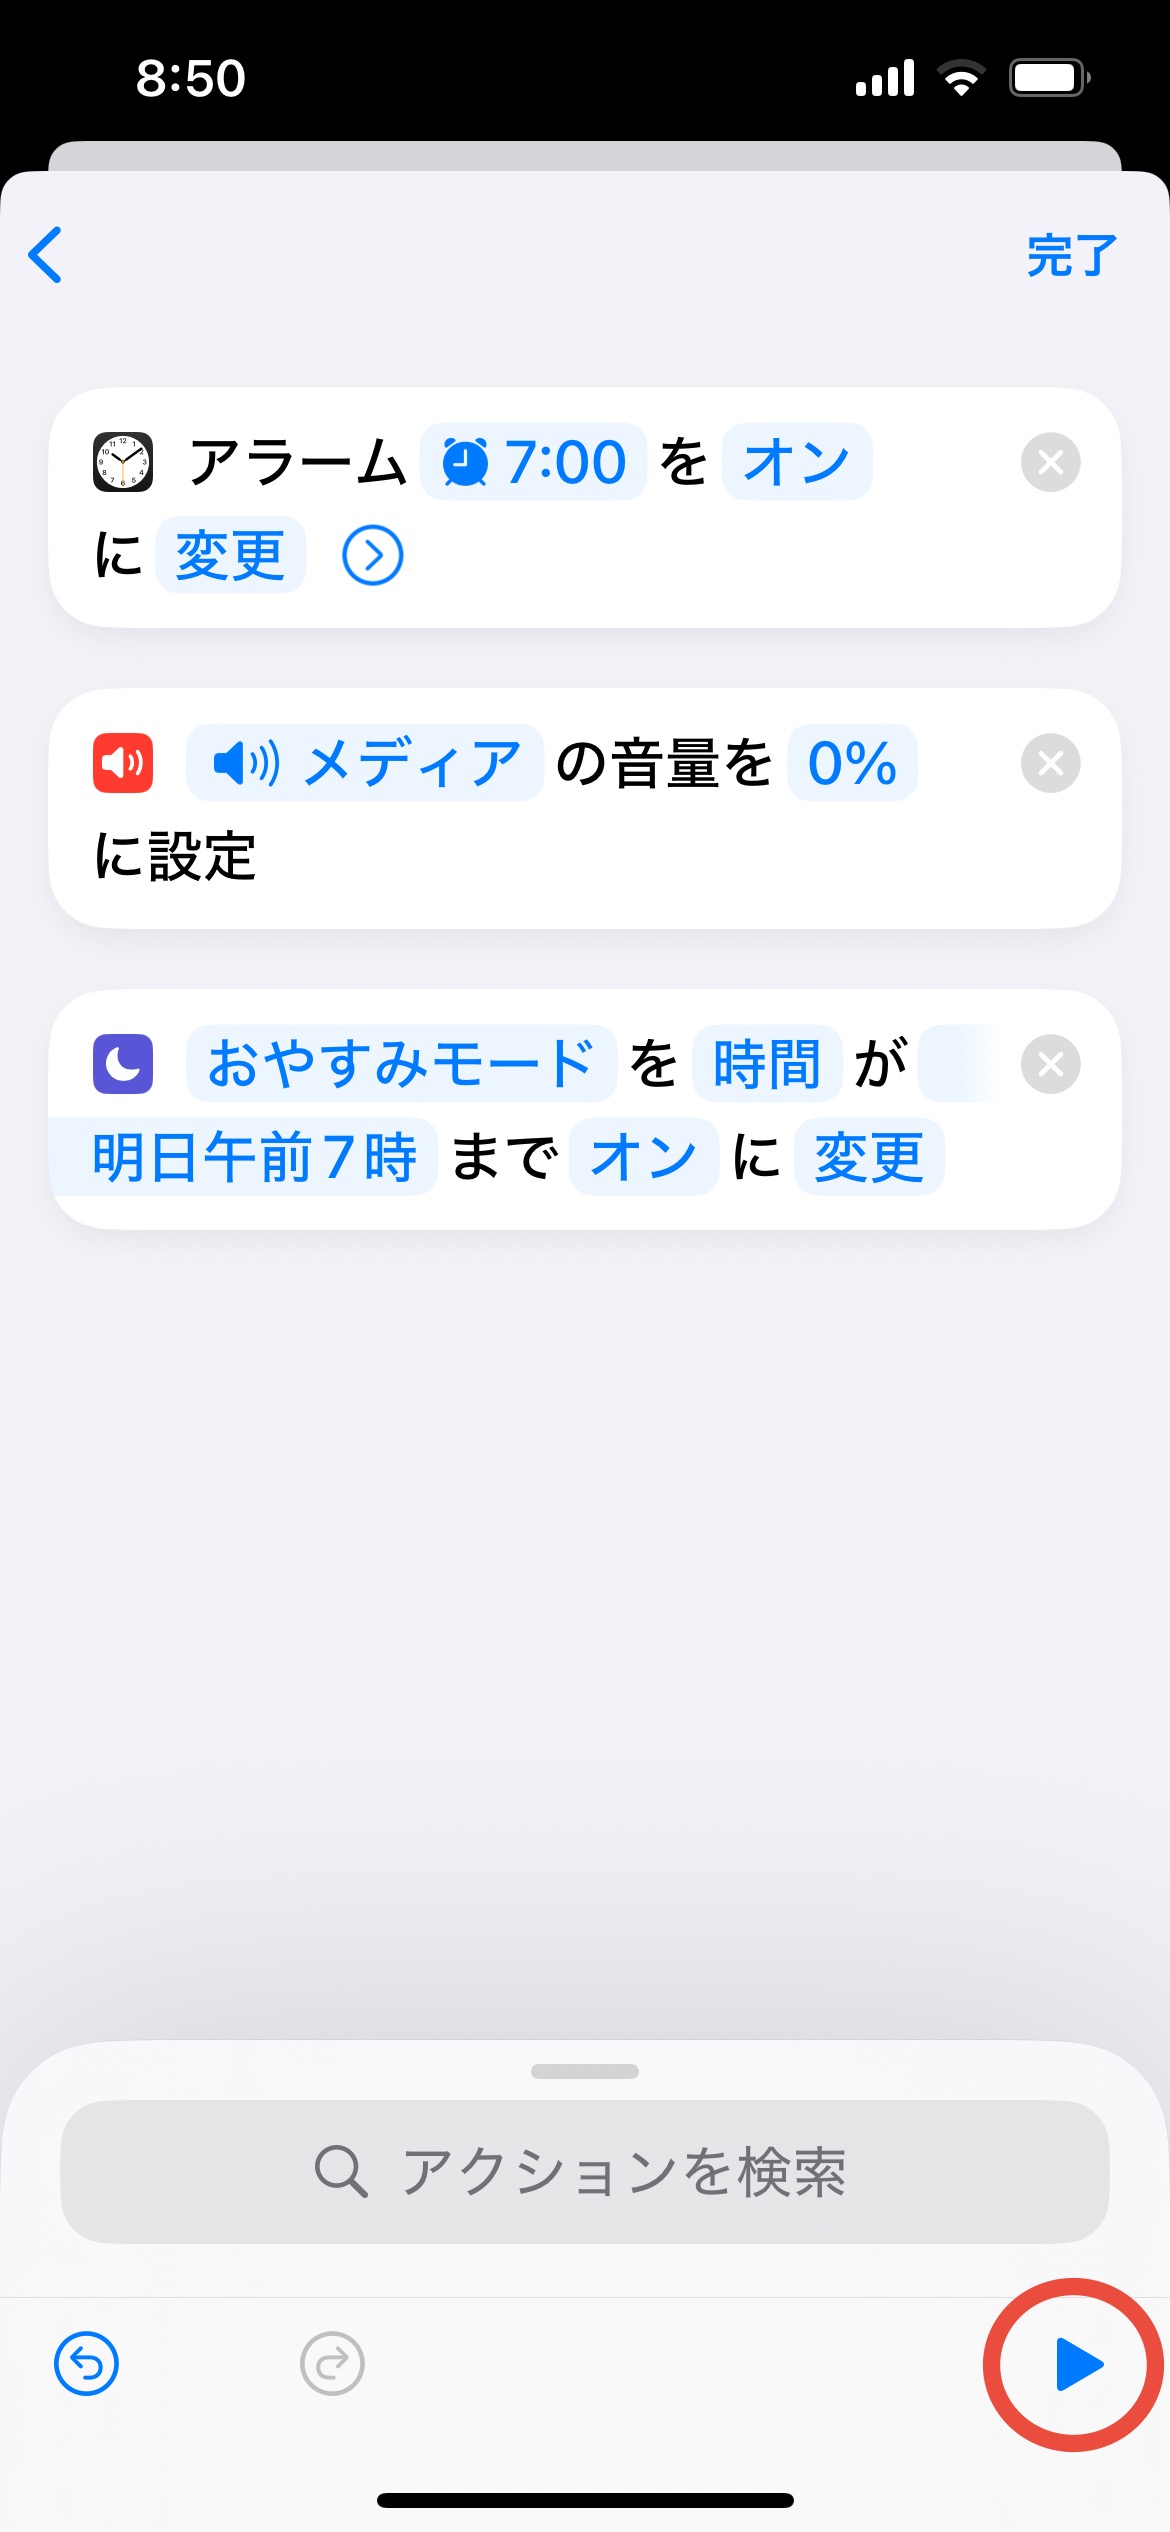 8:50
完了
アラーム 7:00 を オン
に 変更
メディア の音量を 0%
に設定
おやすみモード を 時間 が
明日午前7時 まで オン に 変更
アクションを検索